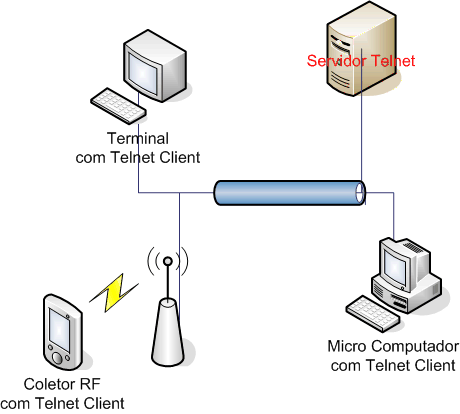 Servidor Telnet
Terminal
com Telnet Client
Micro Computador
com Telnet Client
Coletor RF
com Telnet Client